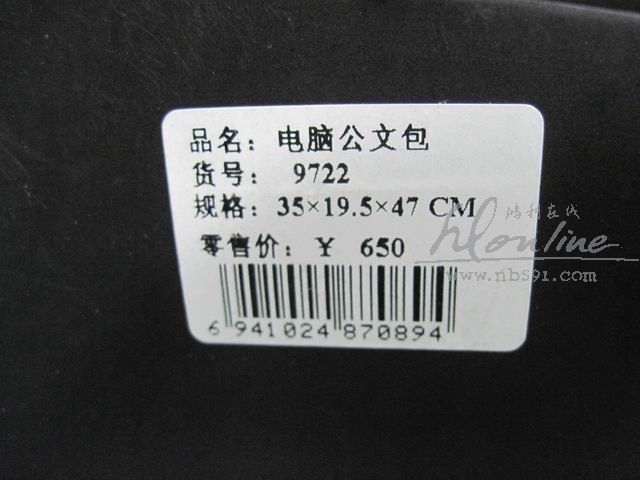 品名：电脑公文包
货号： 9722
规格：35×19.5×47 CM
零售价：¥ 650
6 941024 870894
鸿利在线
hlonline
www.nbs91.com